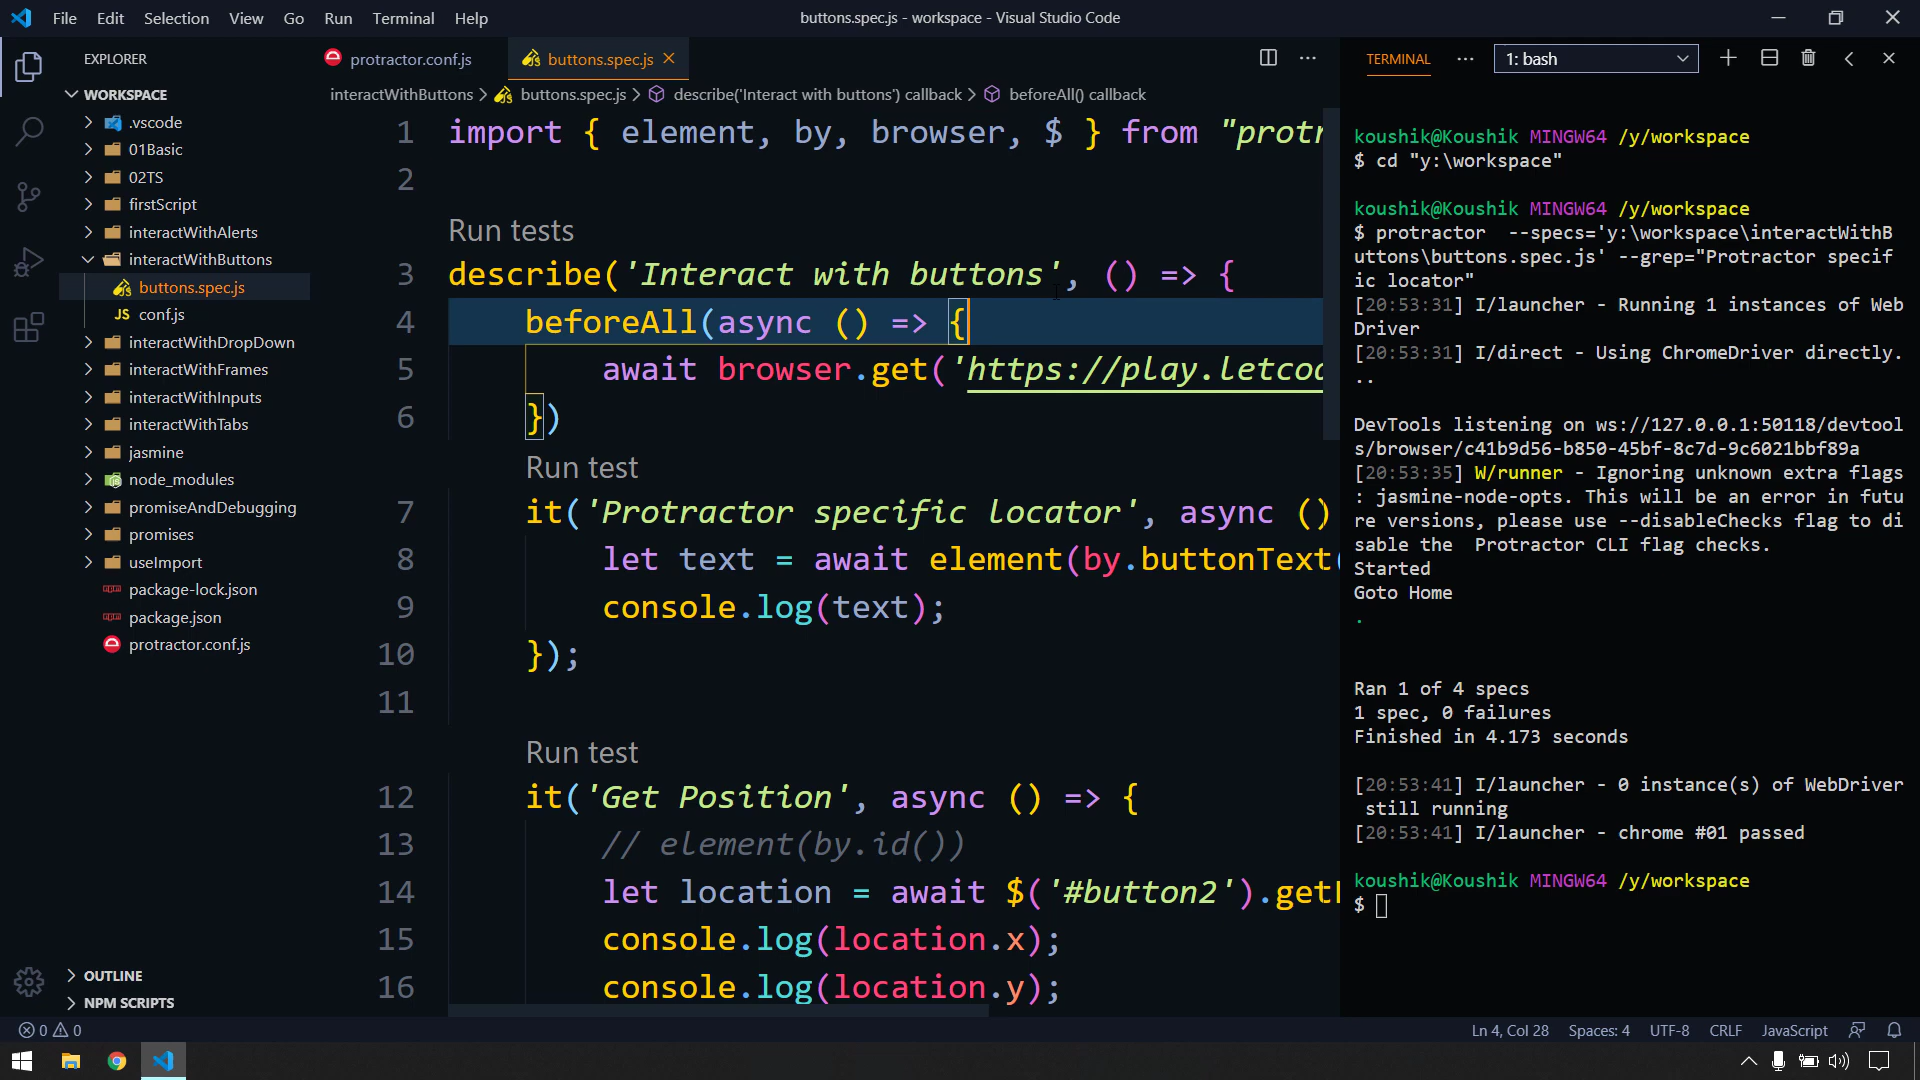 File Edit Selection View Go Run Terminal Help
buttons.spec.js - workspace - Visual Studio Code
EXPLORER
WORKSPACE
.vscode
01Basic
02TS
firstScript
interactWithAlerts
interactWithButtons
buttons.spec.js
JS conf.js
interactWithDropDown
interactWithFrames
interactWithInputs
interactWithTabs
jasmine
node_modules
promiseAndDebugging
promises
useImport
package-lock.json
package.json
protractor.conf.js
OUTLINE
NPM SCRIPTS
protractor.conf.js
buttons.spec.js
interactWithButtons > buttons.spec.js > describe('Interact with buttons') callback > beforeAll() callback
1 import { element, by, browser, $ } from "protr
2
Run tests
3 describe('Interact with buttons', () => {
4 beforeAll(async () => {
5 await browser.get('https://play.letcod
6 })
Run test
7 it('Protractor specific locator', async ()
8 let text = await element(by.buttonText(
9 console.log(text);
10 });
11
Run test
12 it('Get Position', async () => {
13 // element(by.id())
14 let location = await $('#button2').getL
15 console.log(location.x);
16 console.log(location.y);
TERMINAL
1: bash
koushik@Koushik MINGW64 /y/workspace
$ cd "y:\workspace"
koushik@Koushik MINGW64 /y/workspace
$ protractor  --specs='y:\workspace\interactWithB
uttons\buttons.spec.js' --grep="Protractor specif
ic locator"
[20:53:31] I/launcher - Running 1 instances of Web
Driver
[20:53:31] I/direct - Using ChromeDriver directly.
..
DevTools listening on ws://127.0.0.1:50118/devtool
s/browser/c41b9d56-b850-45bf-8c7d-9c6021bbf89a
[20:53:35] W/runner - Ignoring unknown extra flags
: jasmine-node-opts. This will be an error in futu
re versions, please use --disableChecks flag to di
sable the  Protractor CLI flag checks.
Started
Goto Home
.
Ran 1 of 4 specs
1 spec, 0 failures
Finished in 4.173 seconds
[20:53:41] I/launcher - 0 instance(s) of WebDriver
still running
[20:53:41] I/launcher - chrome #01 passed
koushik@Koushik MINGW64 /y/workspace
$
0 0
Ln 4, Col 28 Spaces: 4 UTF-8 CRLF JavaScript